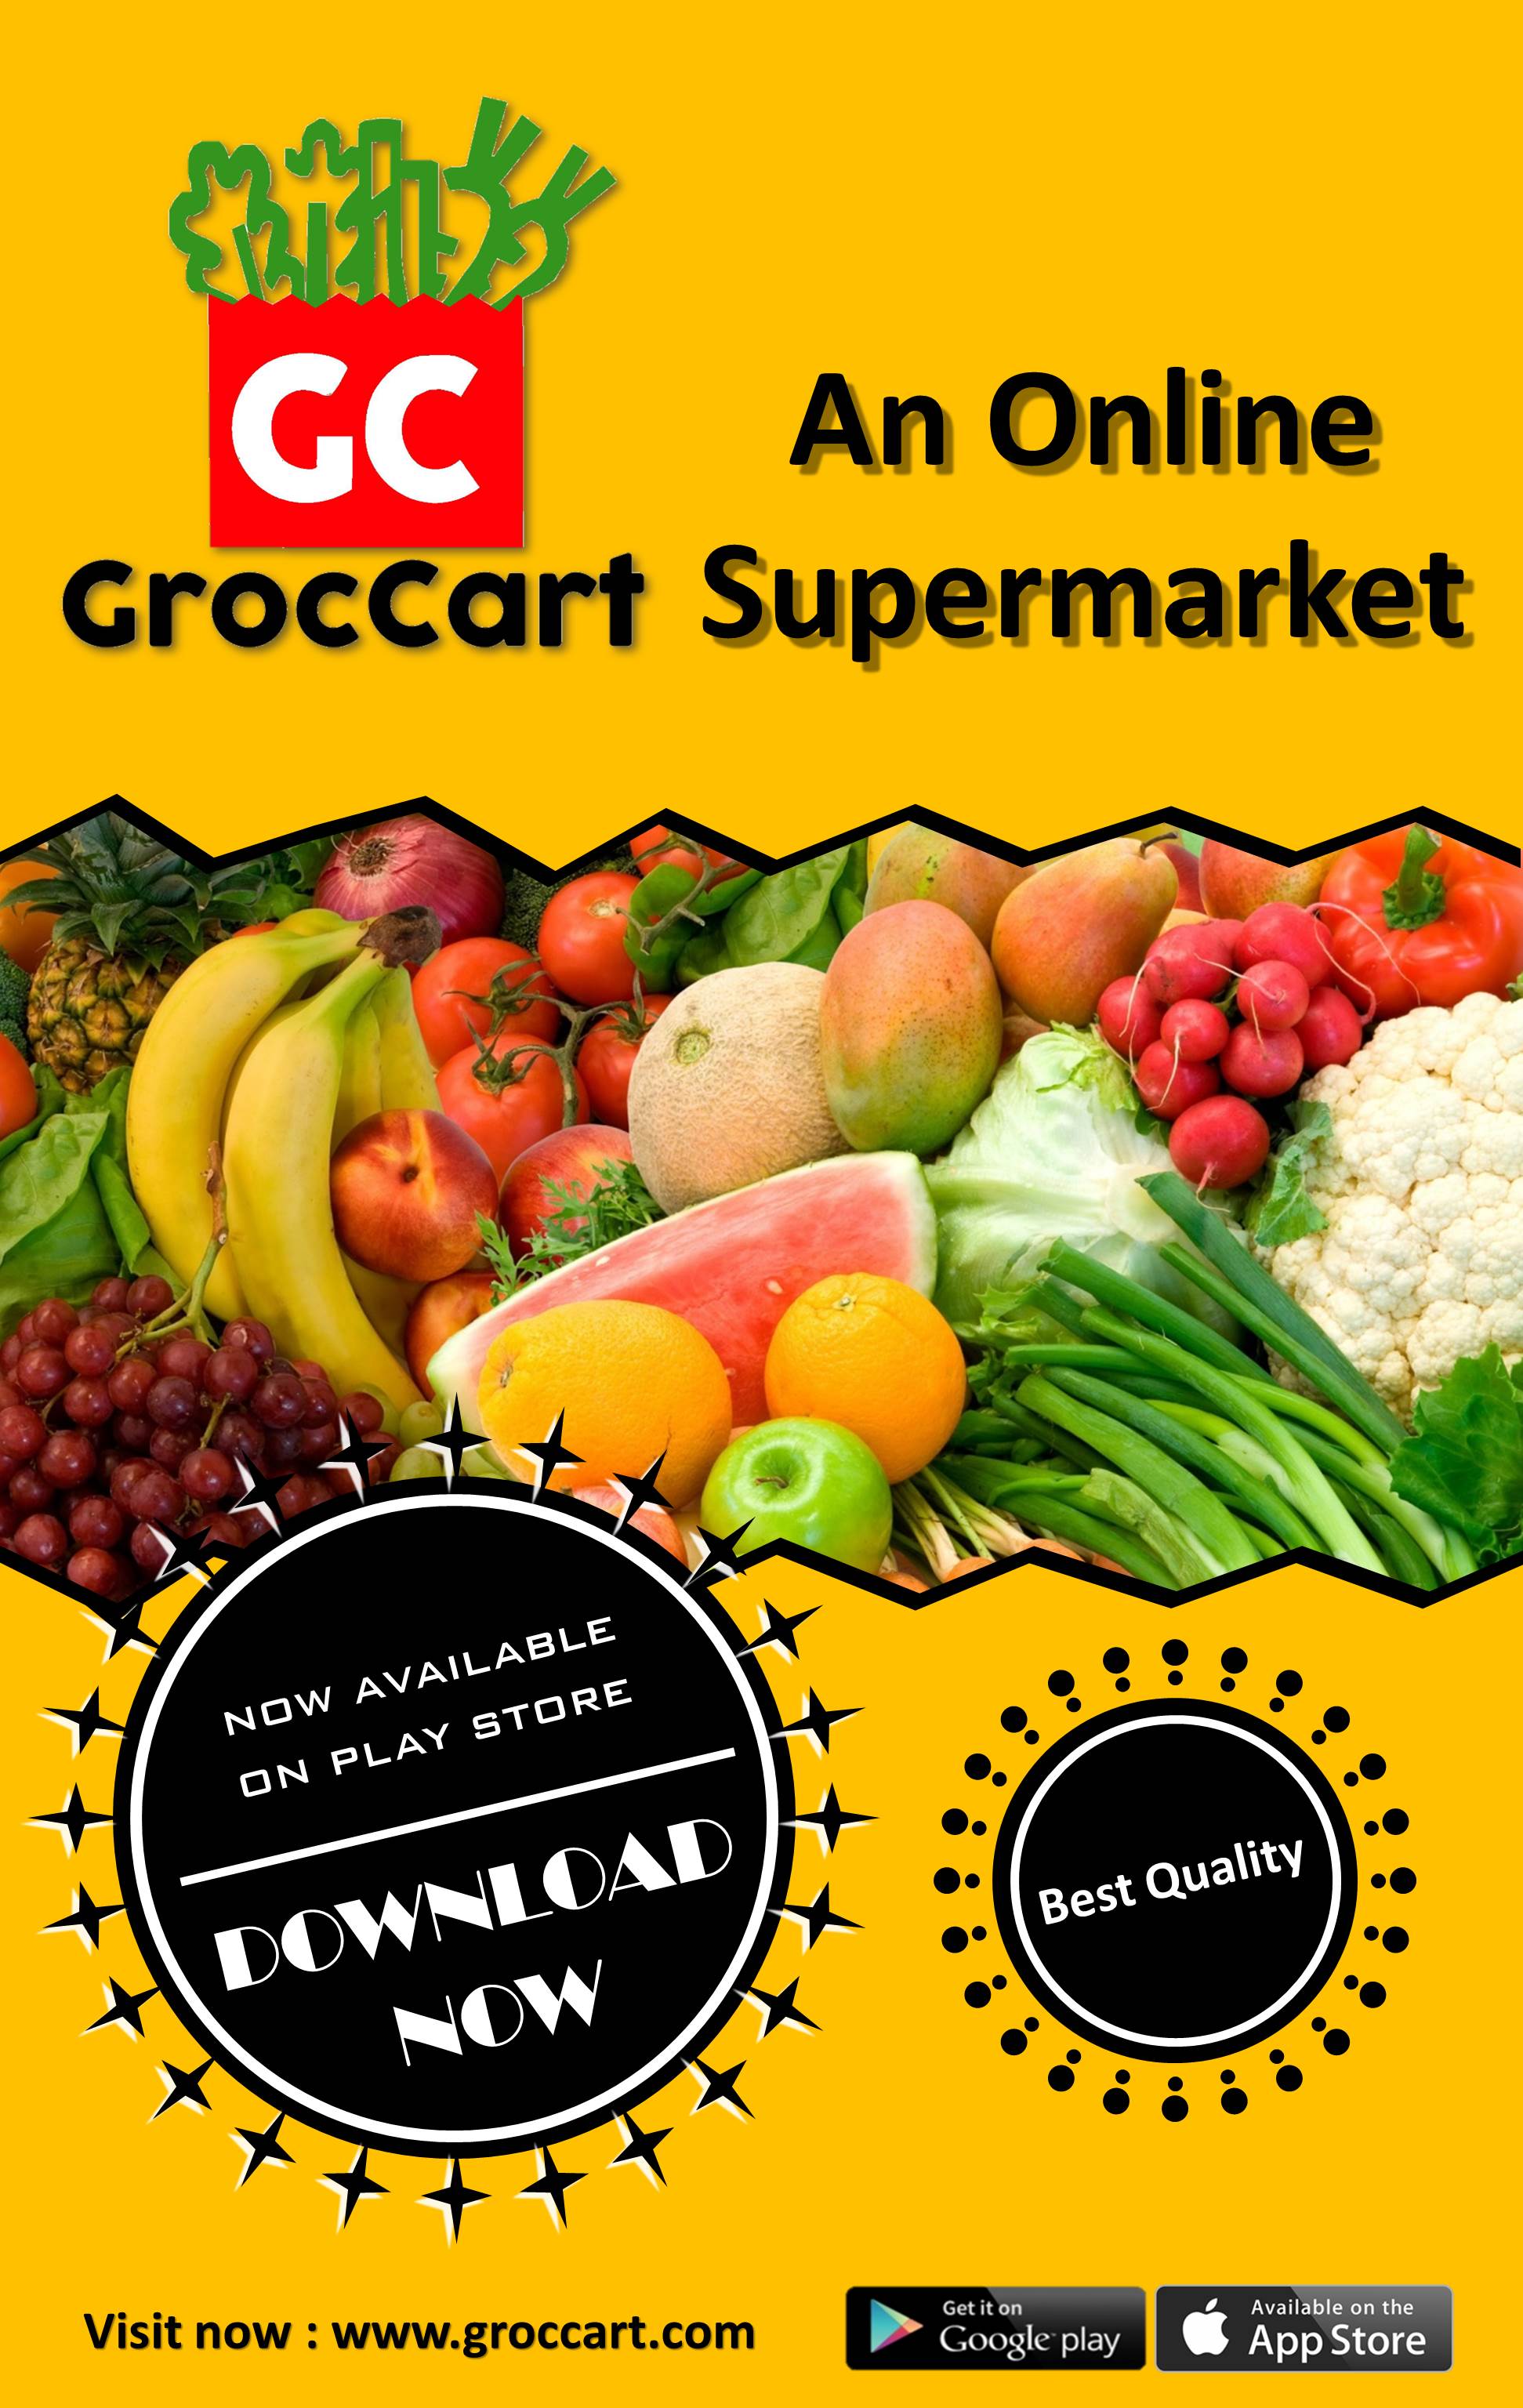 GC
GrocCart
An Online
Supermarket
NOW AVAILABLE
ON PLAY STORE
DOWNLOAD
NOW
Best Quality
Visit now : www.groccart.com
Get it on
Google play
Available on the
App Store